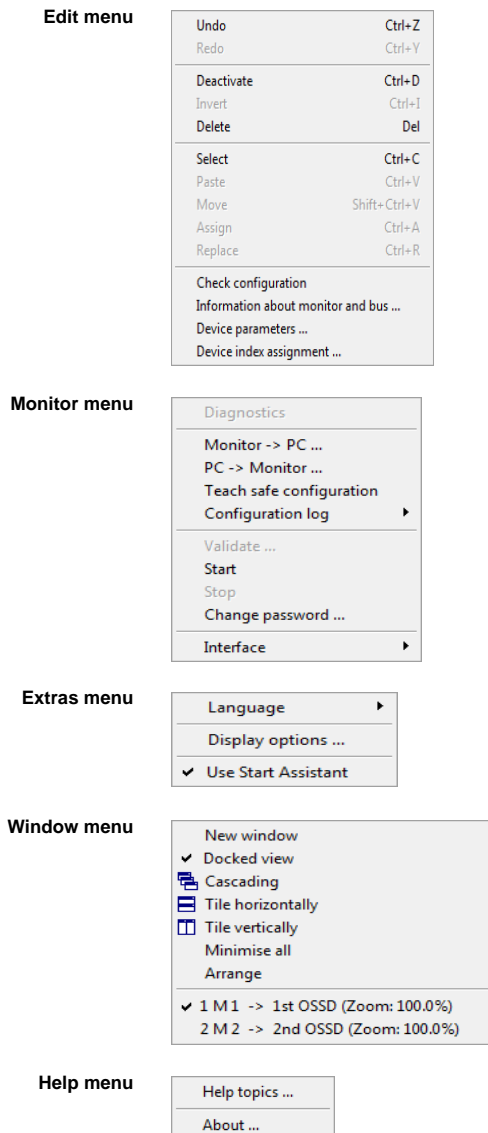 Edit menu
Undo Ctrl+Z
Redo Ctrl+Y
Deactivate Ctrl+D
Invert Ctrl+I
Delete Del
Select Ctrl+C
Paste Ctrl+V
Move Shift+Ctrl+V
Assign Ctrl+A
Replace Ctrl+R
Check configuration
Information about monitor and bus ...
Device parameters ...
Device index assignment ...
Monitor menu
Diagnostics
Monitor -> PC ...
PC -> Monitor ...
Teach safe configuration
Configuration log
Validate ...
Start
Stop
Change password ...
Interface
Extras menu
Language
Display options ...
Use Start Assistant
Window menu
New window
Docked view
Cascading
Tile horizontally
Tile vertically
Minimise all
Arrange
1 M 1 -> 1st OSSD (Zoom: 100.0%)
2 M 2 -> 2nd OSSD (Zoom: 100.0%)
Help menu
Help topics ...
About ...